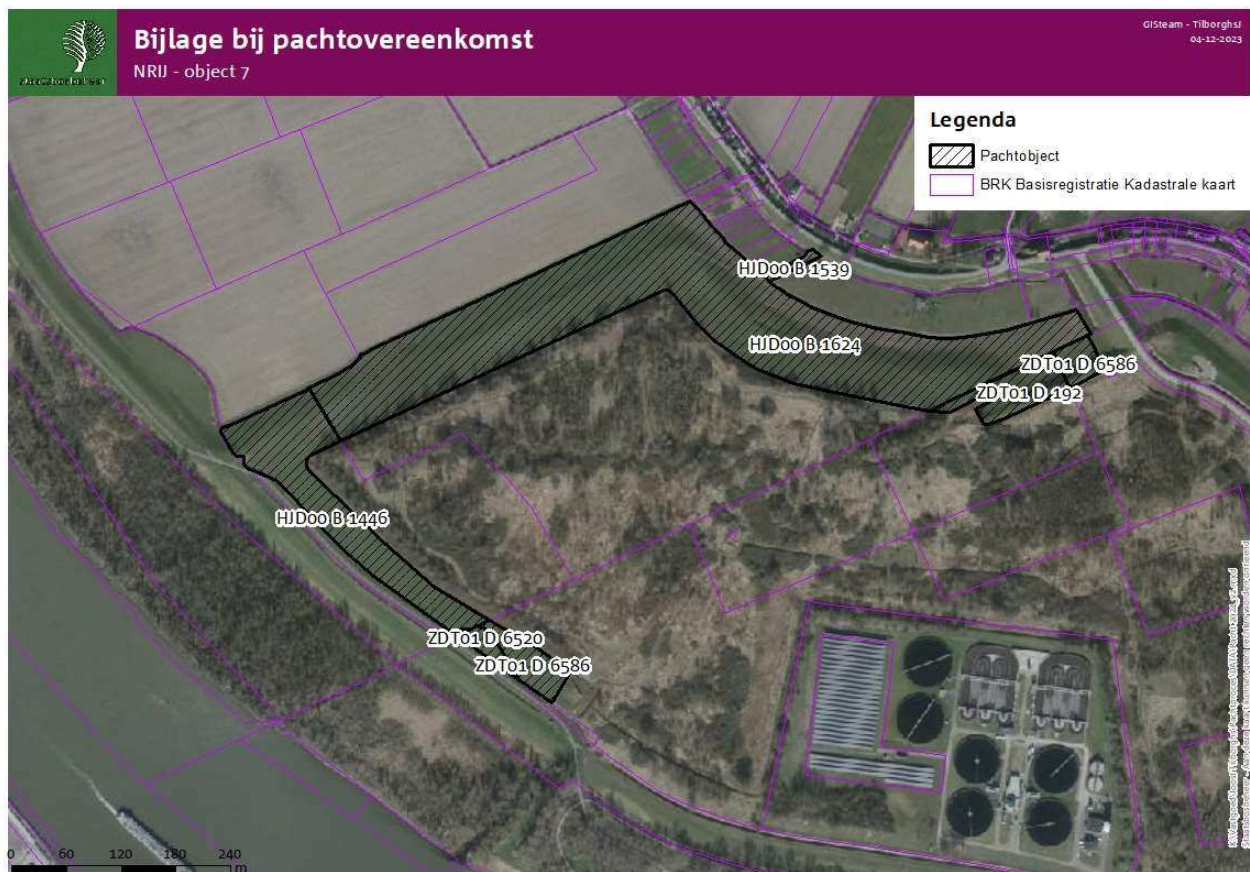 Bijlage bij pachtovereenkomst
NRIJ - object 7
GISteam - TilborghsJ
04-12-2023
Legenda
Pachtobject
BRK Basisregistratie Kadastrale kaart
HJD00 B 1539
HJD00 B 1624
ZDT01 D 6586
ZDT01 D 192
HJD00 B 1446
ZDT01 D 6520
ZDT01 D 6586
0 60 120 180 240
m